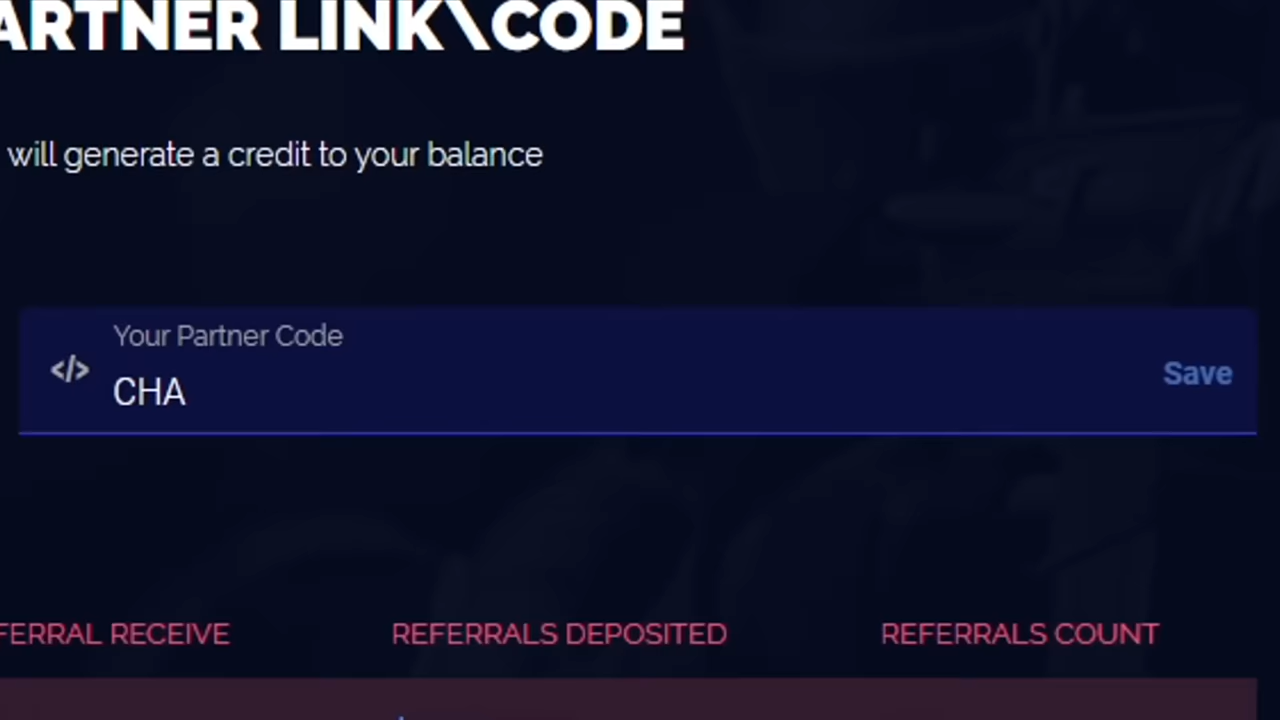 ARTNER LINK\CODE
will generate a credit to your balance
Your Partner Code
</>
CHA
Save
FERRAL RECEIVE REFERRALS DEPOSITED REFERRALS COUNT